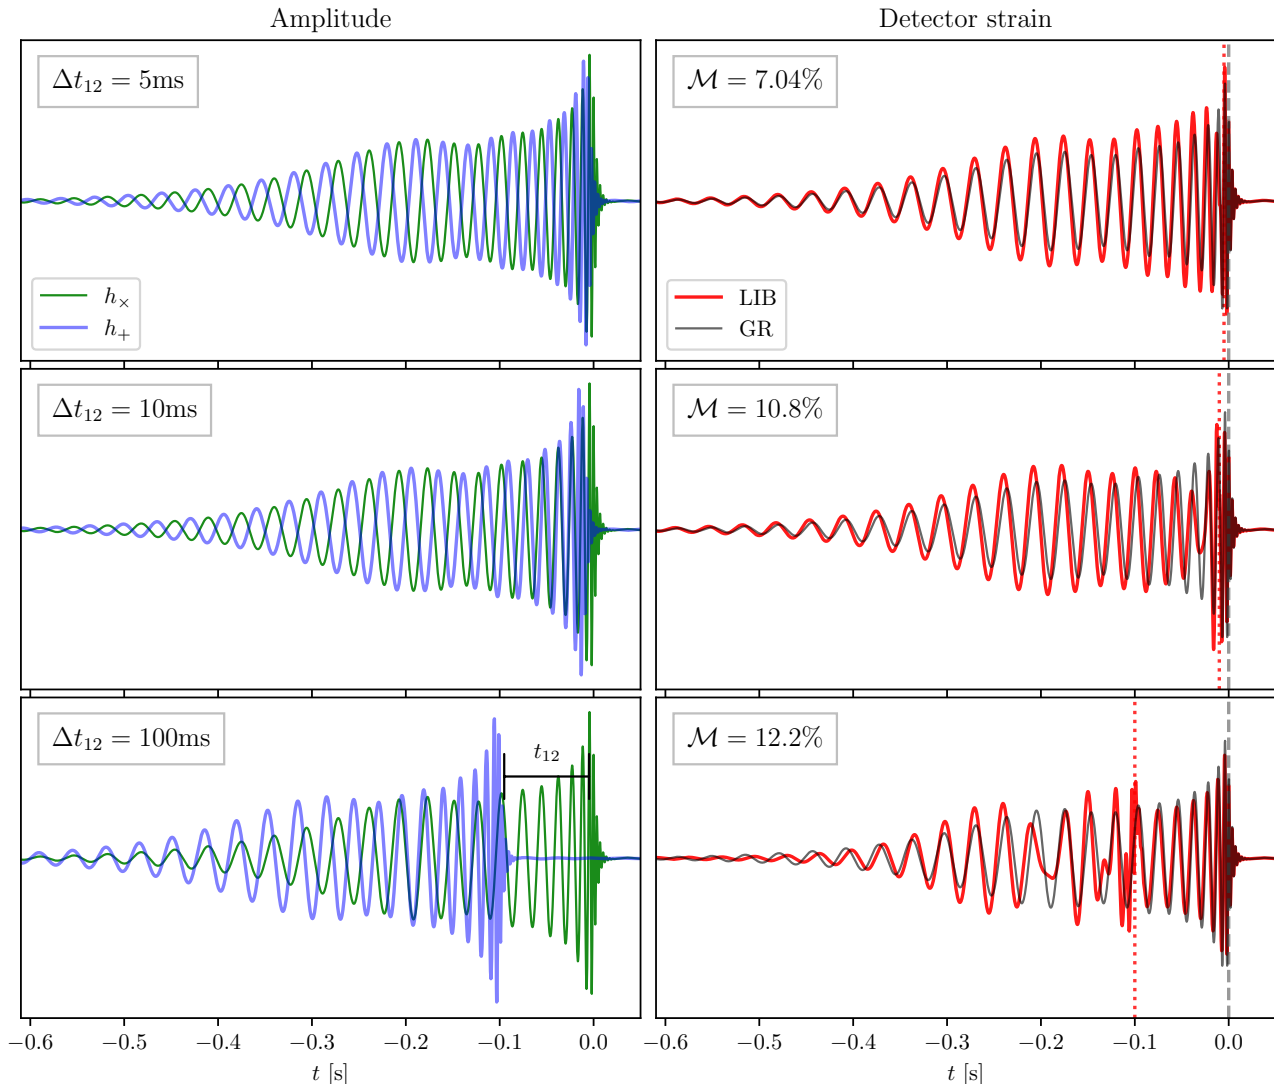 Amplitude
Detector strain
Δt₁₂ = 5ms
ℳ = 7.04%
h×
h₊
LIB
GR
Δt₁₂ = 10ms
ℳ = 10.8%
Δt₁₂ = 100ms
t₁₂
ℳ = 12.2%
−0.6 −0.5 −0.4 −0.3 −0.2 −0.1 0.0
−0.6 −0.5 −0.4 −0.3 −0.2 −0.1 0.0
t [s]
t [s]